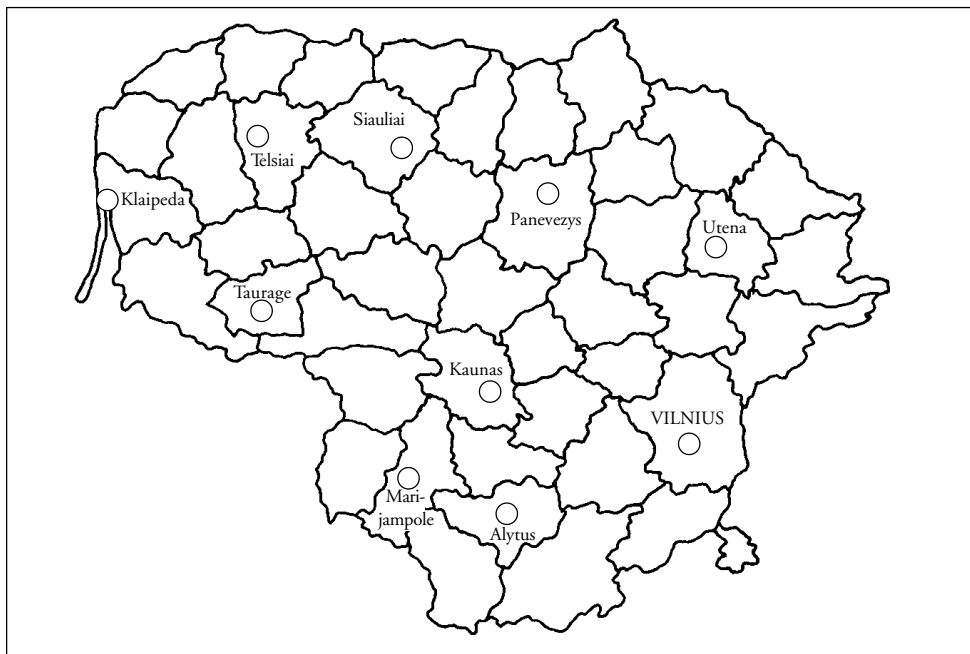 Siauliai
Telsiai
Klaipeda
Panevezys
Utena
Taurage
Kaunas
VILNIUS
Mari-
jampole
Alytus